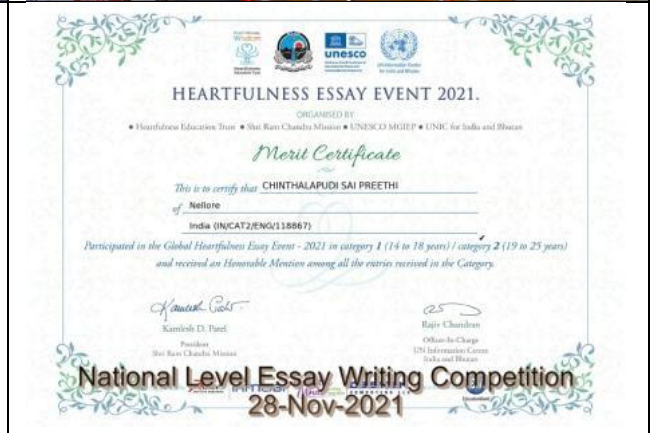 unesco
HEARTFULNESS ESSAY EVENT 2021.
ORGANISED BY
• Heartfulness Education Trust • Shri Ram Chandra Mission • UNESCO MGIEP • UNIC for India and Bhutan
Merit Certificate
This is to certify that CHINTHALAPUDI SAI PREETHI
of Nellore
India (IN/CAT2/ENG/118867)
Participated in the Global Heartfulness Essay Event - 2021 in category 1 (14 to 18 years) / category 2 (19 to 25 years)
and received an Honorable Mention among all the entries received in the Category.
Kamlesh D. Patel
President
Shri Ram Chandra Mission
Rajiv Chandran
Officer-In-Charge
UN Information Centre
India and Bhutan
National Level Essay Writing Competition
28-Nov-2021